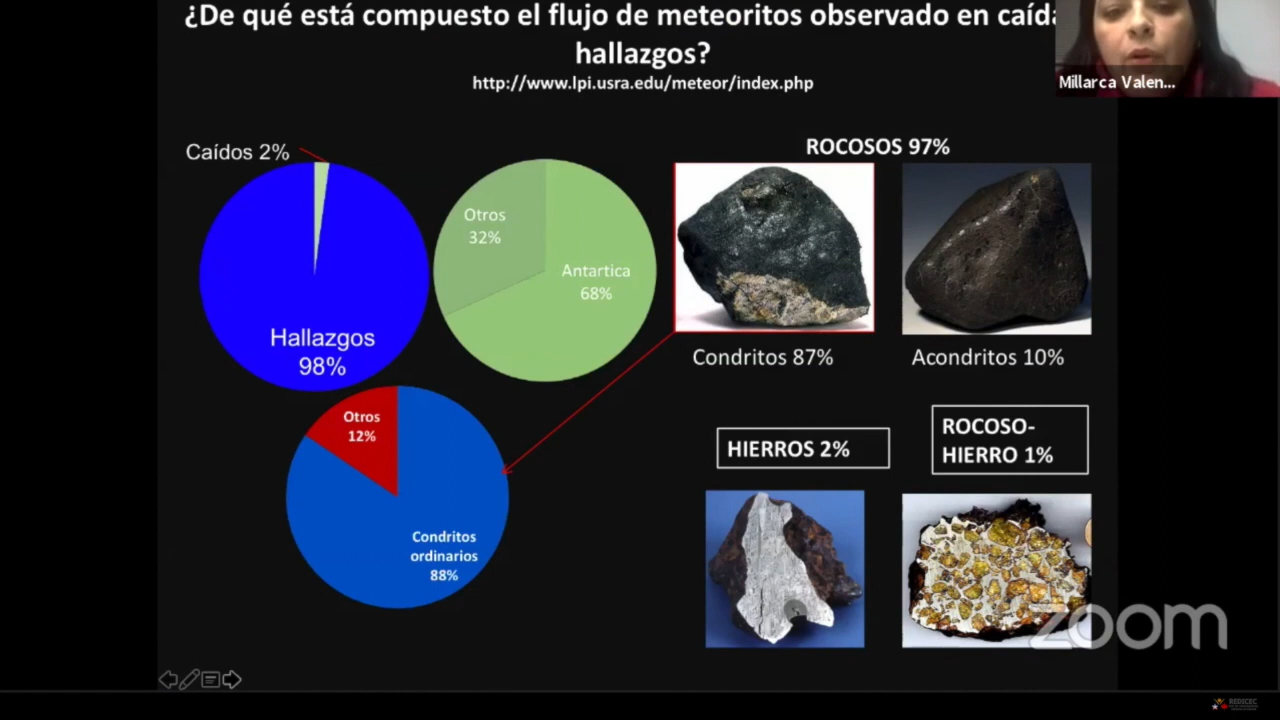 ¿De qué está compuesto el flujo de meteoritos observado en caída
hallazgos?
http://www.lpi.usra.edu/meteor/index.php
Millarca Valen...
Caídos 2%
Hallazgos
98%
Otros
32%
Antartica
68%
ROCOSOS 97%
Condritos 87%
Acondritos 10%
Otros
12%
Condritos
ordinarios
88%
HIERROS 2%
ROCOSO-
HIERRO 1%
zoom
REDICEC